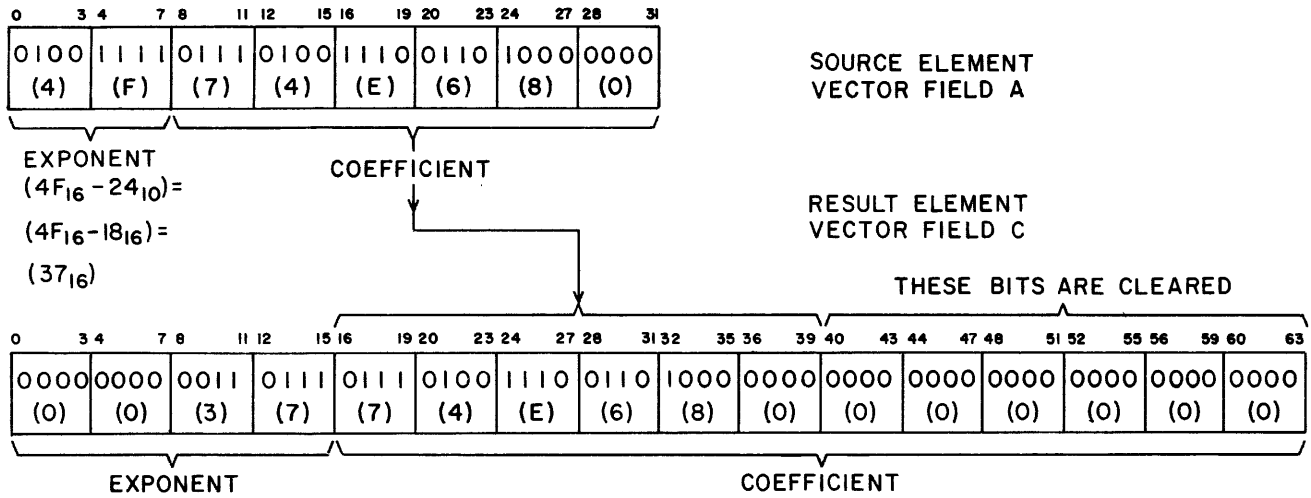 0 3 4 7 8 11 12 15 16 19 20 23 24 27 28 31
0100 1111 0111 0100 1110 0110 1000 0000
(4) (F) (7) (4) (E) (6) (8) (0)
SOURCE ELEMENT
VECTOR FIELD A
EXPONENT
(4F16 - 2410) =
(4F16 - 1816) =
(3716)
COEFFICIENT
RESULT ELEMENT
VECTOR FIELD C
THESE BITS ARE CLEARED
0 3 4 7 8 11 12 15 16 19 20 23 24 27 28 31 32 35 36 39 40 43 44 47 48 51 52 55 56 59 60 63
0000 0000 0011 0111 0111 0100 1110 0110 1000 0000 0000 0000 0000 0000 0000 0000
(0) (0) (3) (7) (7) (4) (E) (6) (8) (0) (0) (0) (0) (0) (0) (0)
EXPONENT
COEFFICIENT